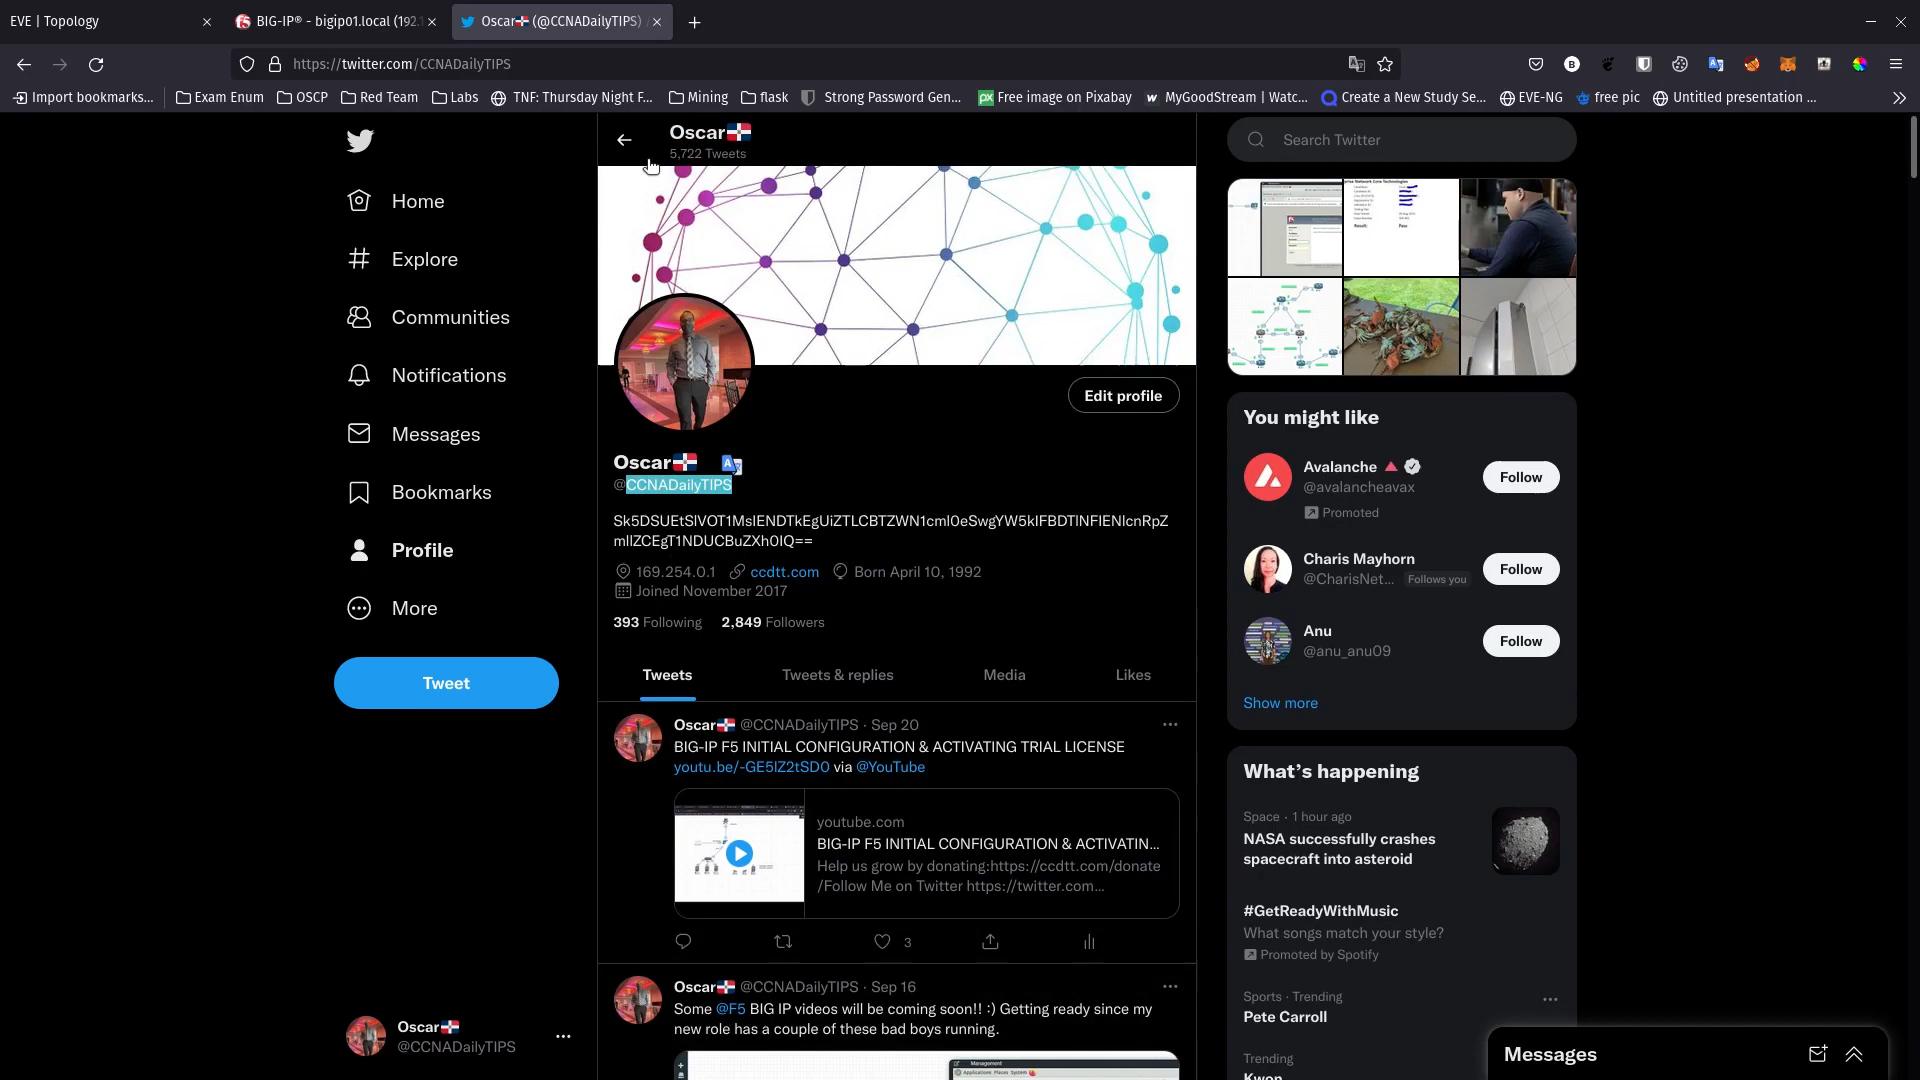 EVE | Topology
BIG-IP® - bigip01.local (192.1
Oscar🇩🇴 (@CCNADailyTIPS) /
https://twitter.com/CCNADailyTIPS
Import bookmarks...
Exam Enum
OSCP
Red Team
Labs
TNF: Thursday Night F...
Mining
flask
Strong Password Gen...
Free image on Pixabay
MyGoodStream | Watc...
Create a New Study Se...
EVE-NG
free pic
Untitled presentation ...
Home
Explore
Communities
Notifications
Messages
Bookmarks
Profile
More
Tweet
Oscar🇩🇴
@CCNADailyTIPS
Oscar🇩🇴
5,722 Tweets
Edit profile
Oscar🇩🇴
@CCNADailyTIPS
169.254.0.1 ccdtt.com Born April 10, 1992
Joined November 2017
393 Following 2,849 Followers
Tweets
Tweets & replies
Media
Likes
Oscar🇩🇴 @CCNADailyTIPS · Sep 20
BIG-IP F5 INITIAL CONFIGURATION & ACTIVATING TRIAL LICENSE
youtu.be/-GE5lZ2tSD0 via @YouTube
youtube.com
BIG-IP F5 INITIAL CONFIGURATION & ACTIVATIN...
Help us grow by donating:https://ccdtt.com/donate
/Follow Me on Twitter https://twitter.com...
3
Oscar🇩🇴 @CCNADailyTIPS · Sep 16
Some @F5 BIG IP videos will be coming soon!! :) Getting ready since my
new role has a couple of these bad boys running.
Search Twitter
Result: Pass
You might like
Avalanche
@avalancheavax
Promoted
Follow
Charis Mayhorn
@CharisNet... Follows you
Follow
Anu
@anu_anu09
Follow
Show more
What's happening
Space · 1 hour ago
NASA successfully crashes
spacecraft into asteroid
#GetReadyWithMusic
What songs match your style?
Promoted by Spotify
Sports · Trending
Pete Carroll
Trending
Kwon
Messages